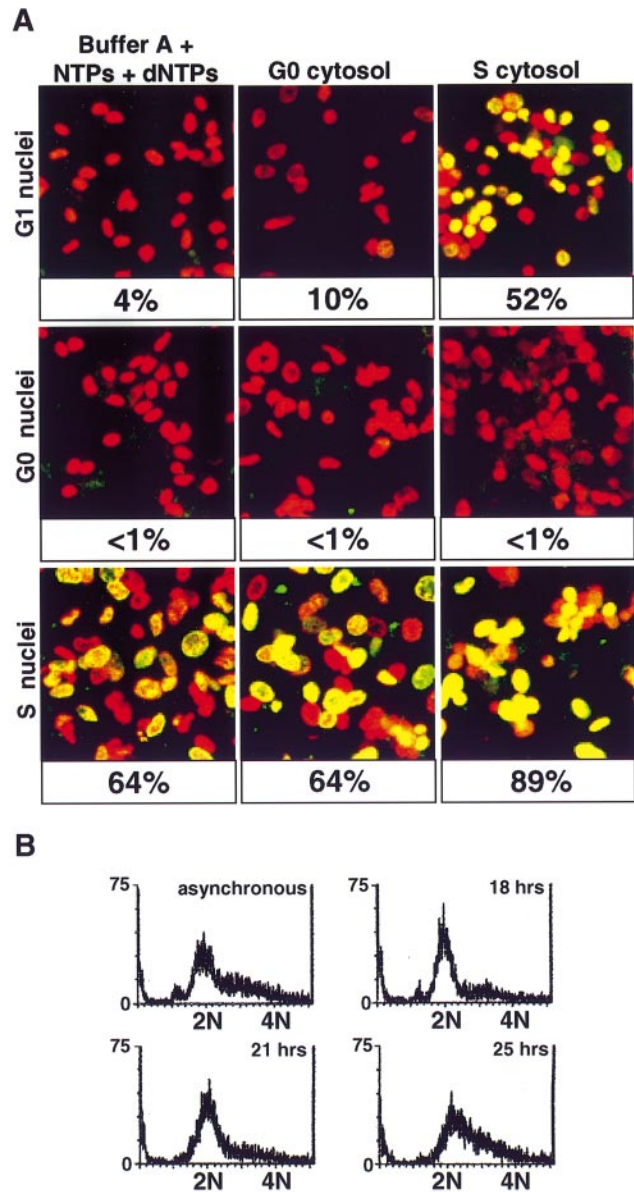 A
Buffer A +
NTPs + dNTPs
G0 cytosol
S cytosol
G1 nuclei
4%
10%
52%
G0 nuclei
<1%
<1%
<1%
S nuclei
64%
64%
89%
B
75
asynchronous
0
2N
4N
75
18 hrs
0
2N
4N
75
21 hrs
0
2N
4N
75
25 hrs
0
2N
4N